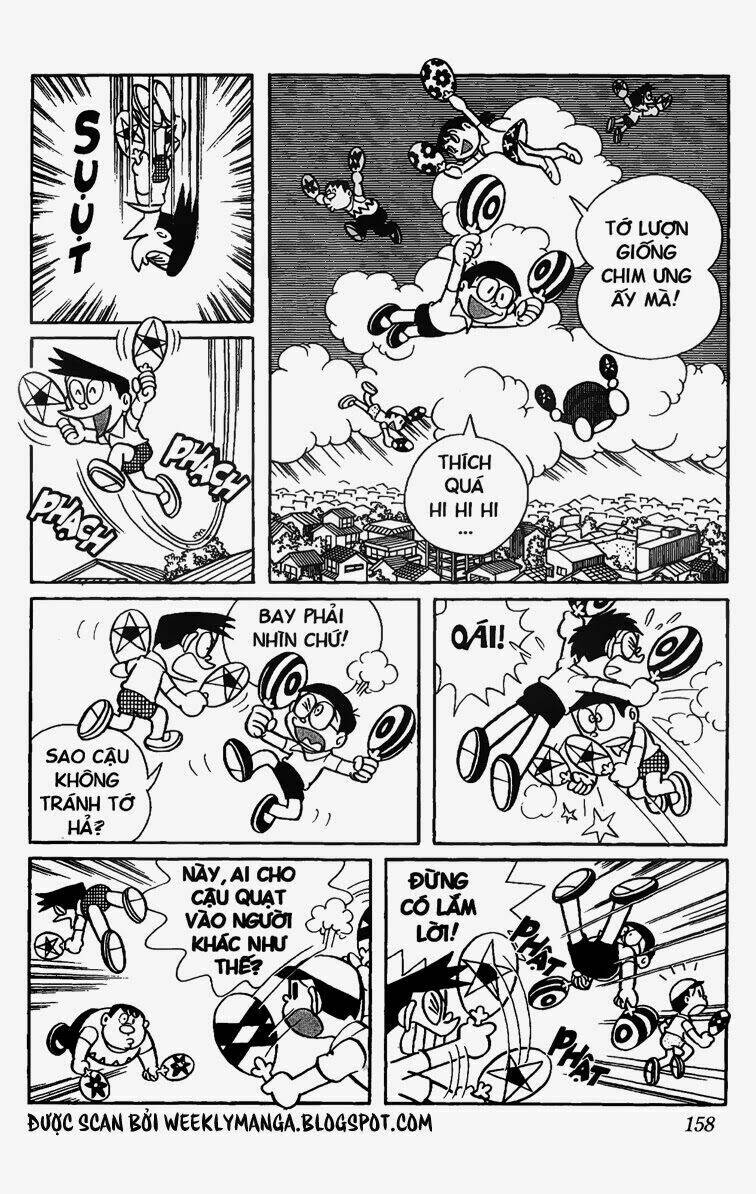 SỤỤT
TỚ LƯỢN
GIỐNG
CHIM ƯNG
ẤY MÀ!
THÍCH
QUÁ
HI HI HI
...
PHẠCH
PHẠCH
BAY PHẢI
NHÌN CHỨ!
SAO CẬU
KHÔNG
TRÁNH TỚ
HẢ?
QÁI!
NÀY, AI CHO
CẬU QUẠT
VÀO NGƯỜI
KHÁC NHƯ
THẾ?
ĐỪNG
CÓ LẮM
LỜI!
PHẬT
PHẬT
ĐƯỢC SCAN BỞI WEEKLYMANGA.BLOGSPOT.COM
158